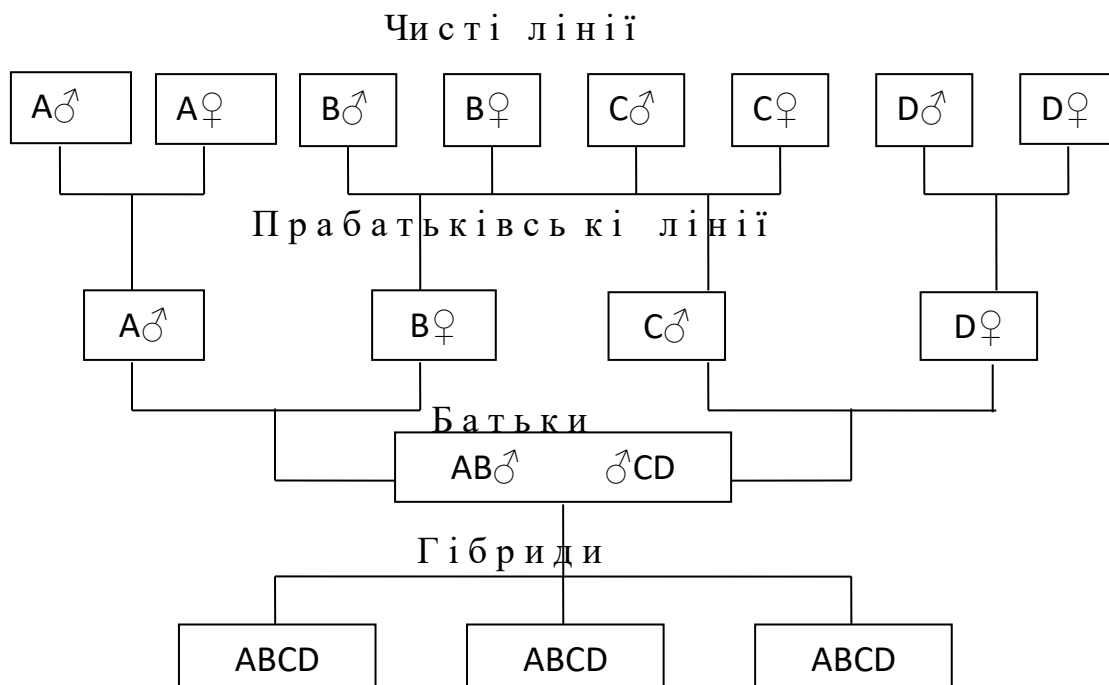 Чисті лінії
A♂ A♀ B♂ B♀ C♂ C♀ D♂ D♀
Прабатьківські лінії
A♂ B♀ C♂ D♀
Батьки
AB♂ ♂CD
Гібриди
ABCD ABCD ABCD